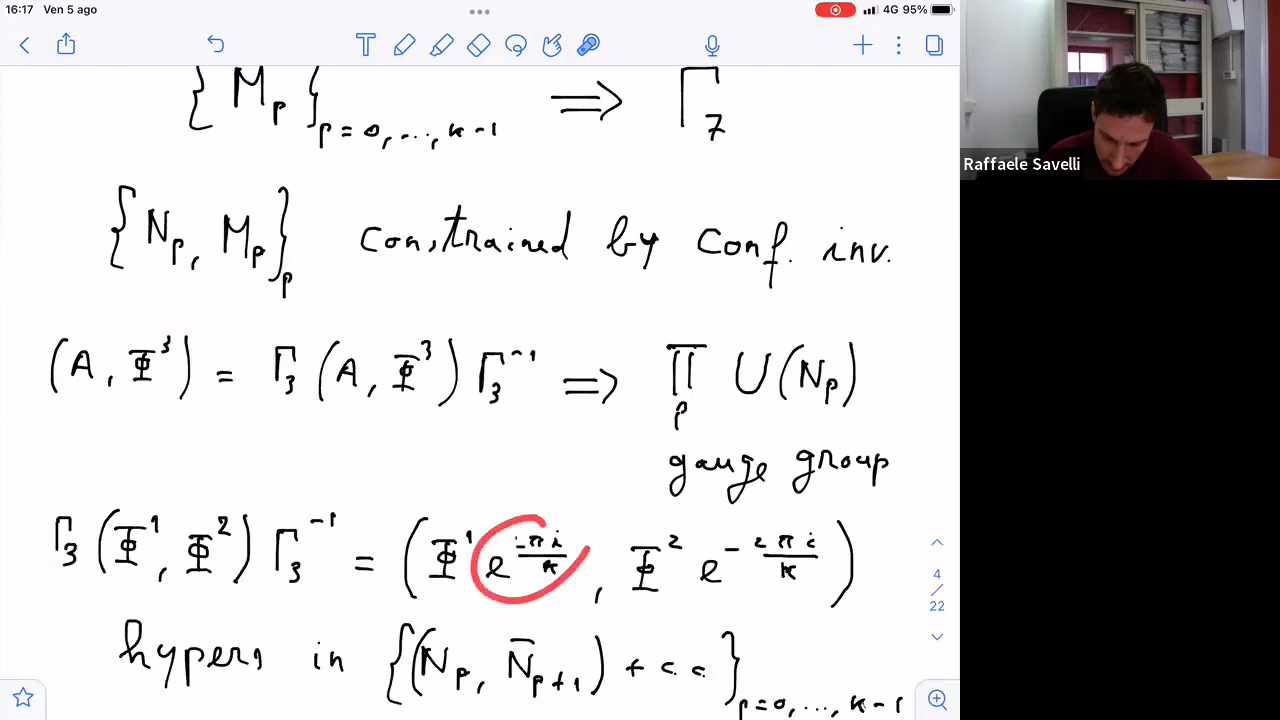 16:17 Ven 5 ago
4G 95%
{M_p}_{p=0,...,k-1} ⟹ Γ_7
{N_p, M_p}_p constrained by conf. inv.
(A, Φ^3) = Γ_3 (A, Φ^3) Γ_3^{-1} ⟹ ∏_p U(N_p)
gauge group
Γ_3 (Φ^1, Φ^2) Γ_3^{-1} = (Φ^1 e^{2πi/k}, Φ^2 e^{-2πi/k})
hypers in {(N_p, N̄_{p+1}) + c.c.}_{p=0,...,k-1}
4
/
22
Raffaele Savelli